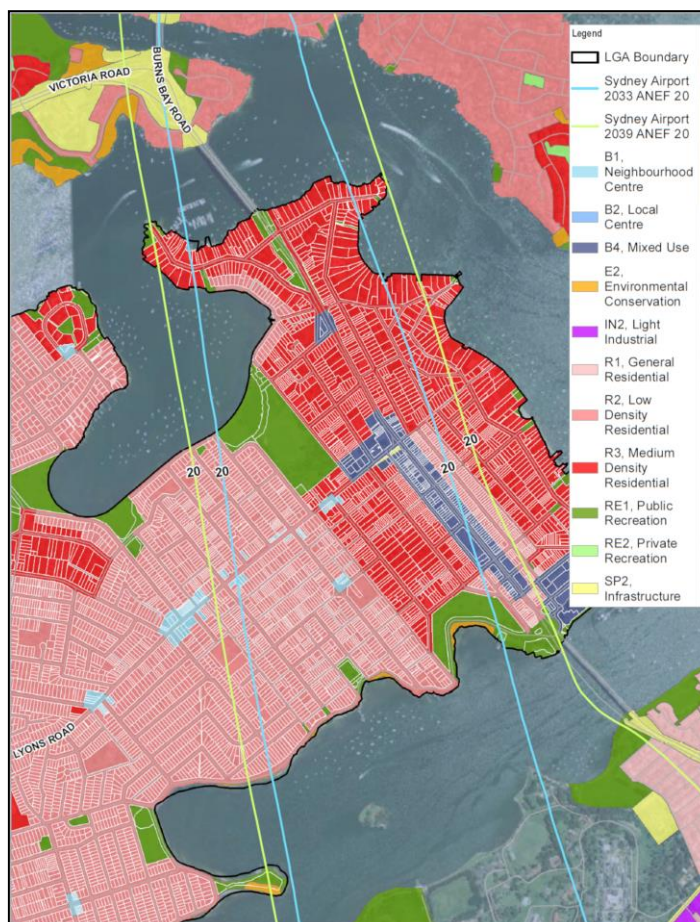 VICTORIA ROAD
BURNS BAY ROAD
20
20
20
20
LYONS ROAD
Legend
LGA Boundary
Sydney Airport
2033 ANEF 20
Sydney Airport
2039 ANEF 20
B1,
Neighbourhood
Centre
B2, Local
Centre
B4, Mixed Use
E2,
Environmental
Conservation
IN2, Light
Industrial
R1, General
Residential
R2, Low
Density
Residential
R3, Medium
Density
Residential
RE1, Public
Recreation
RE2, Private
Recreation
SP2,
Infrastructure